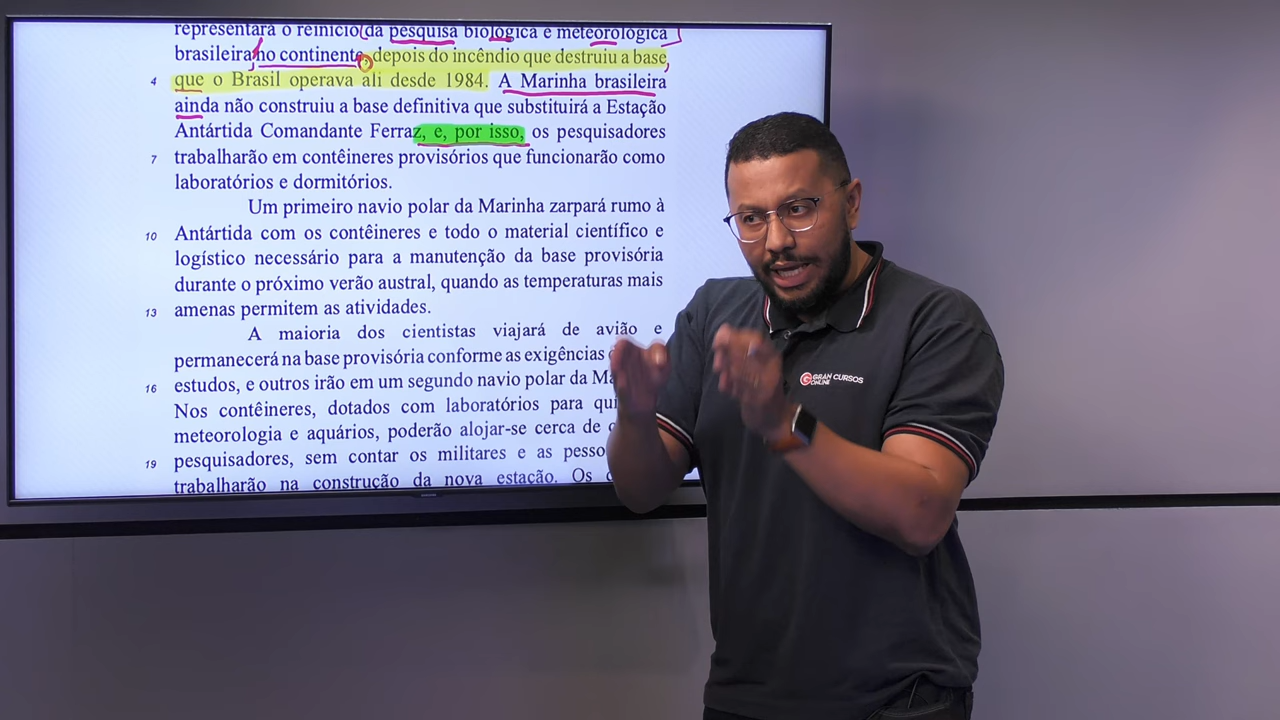 representará o reinício da pesquisa biológica e meteorológica
brasileira no continente, depois do incêndio que destruiu a base,
4 que o Brasil operava ali desde 1984. A Marinha brasileira
ainda não construiu a base definitiva que substituirá a Estação
Antártida Comandante Ferraz, e, por isso, os pesquisadores
7 trabalharão em contêineres provisórios que funcionarão como
laboratórios e dormitórios.
Um primeiro navio polar da Marinha zarpará rumo à
10 Antártida com os contêineres e todo o material científico e
logístico necessário para a manutenção da base provisória
durante o próximo verão austral, quando as temperaturas mais
13 amenas permitem as atividades.
A maioria dos cientistas viajará de avião e
permanecerá na base provisória conforme as exigências
16 estudos, e outros irão em um segundo navio polar da
Nos contêineres, dotados com laboratórios para
meteorologia e aquários, poderão alojar-se cerca de
19 pesquisadores, sem contar os militares e as
trabalharão na construção da nova estação. Os
GRAN CURSOS
ONLINE